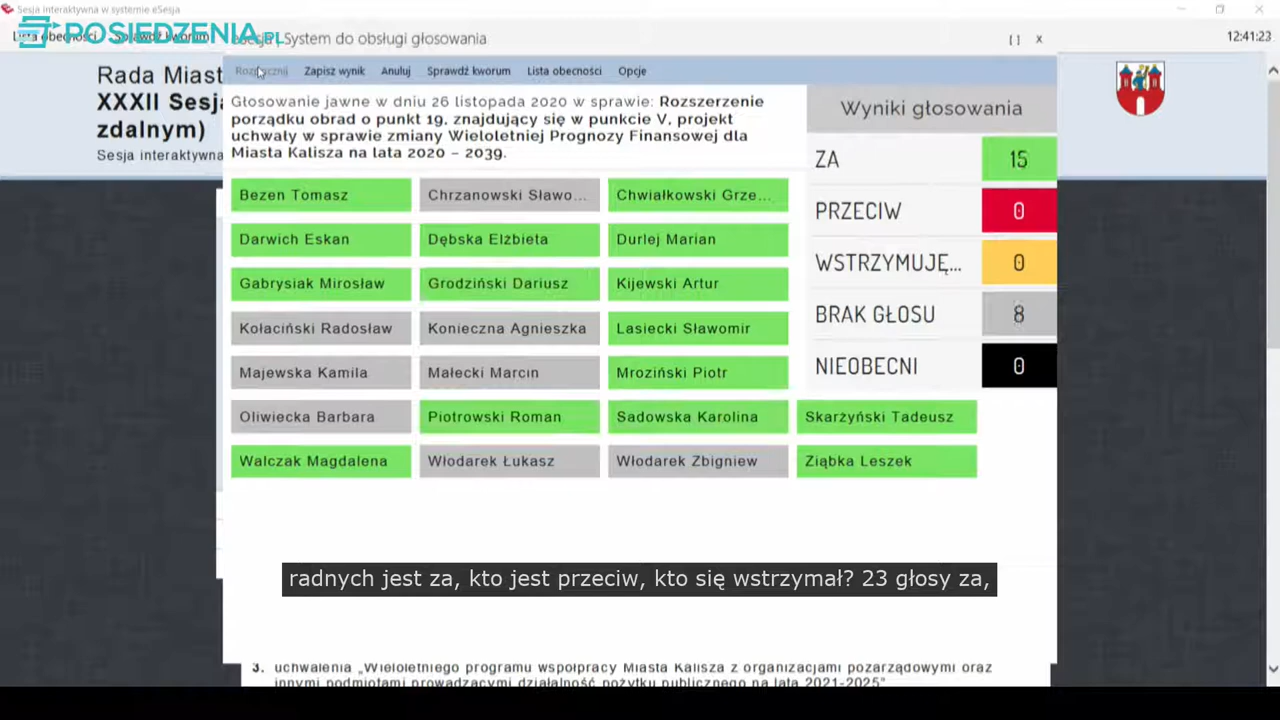 Sesja interaktywna w systemie eSesja
POSIEDZENIA.PL
Lista obecności
Sprawdź kworum
System do obsługi głosowania
[ ] x
12:41:23
Rada Miast
XXXII Sesj
zdalnym)
Sesja interaktywna
Zapisz wynik Anuluj Sprawdź kworum Lista obecności Opcje
Głosowanie jawne w dniu 26 listopada 2020 w sprawie: Rozszerzenie
porządku obrad o punkt 19. znajdujący się w punkcie V, projekt
uchwały w sprawie zmiany Wieloletniej Prognozy Finansowej dla
Miasta Kalisza na lata 2020 – 2039.
Wyniki głosowania
ZA 15
PRZECIW 0
WSTRZYMUJĘ... 0
BRAK GŁOSU 8
NIEOBECNI 0
Bezen Tomasz Chrzanowski Sławo... Chwiałkowski Grze...
Darwich Eskan Dębska Elżbieta Durlej Marian
Gabrysiak Mirosław Grodziński Dariusz Kijewski Artur
Kołaciński Radosław Konieczna Agnieszka Lasiecki Sławomir
Majewska Kamila Małecki Marcin Mroziński Piotr
Oliwiecka Barbara Piotrowski Roman Sadowska Karolina Skarżyński Tadeusz
Walczak Magdalena Włodarek Łukasz Włodarek Zbigniew Ziąbka Leszek
radnych jest za, kto jest przeciw, kto się wstrzymał? 23 głosy za,
3. uchwalenia „Wieloletniego programu współpracy Miasta Kalisza z organizacjami pozarządowymi oraz
innymi podmiotami prowadzącymi działalność pożytku publicznego na lata 2021-2025"